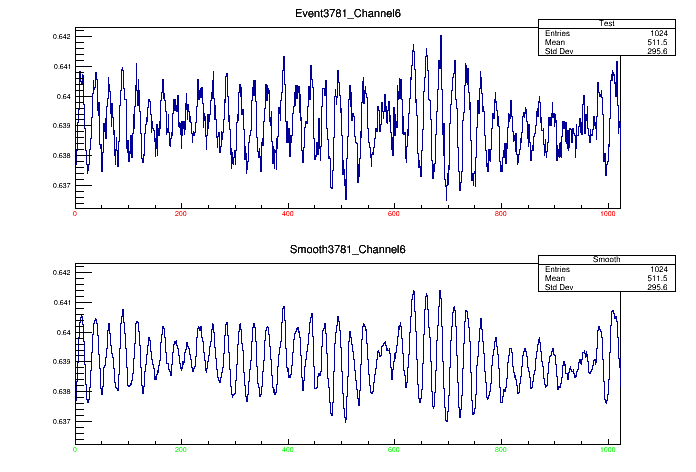 Event3781_Channel6
Test
Entries 1024
Mean 511.5
Std Dev 295.6
0.642
0.641
0.64
0.639
0.638
0.637
0 200 400 600 800 1000
Smooth3781_Channel6
Smooth
Entries 1024
Mean 511.5
Std Dev 295.6
0.642
0.641
0.64
0.639
0.638
0.637
0 200 400 600 800 1000